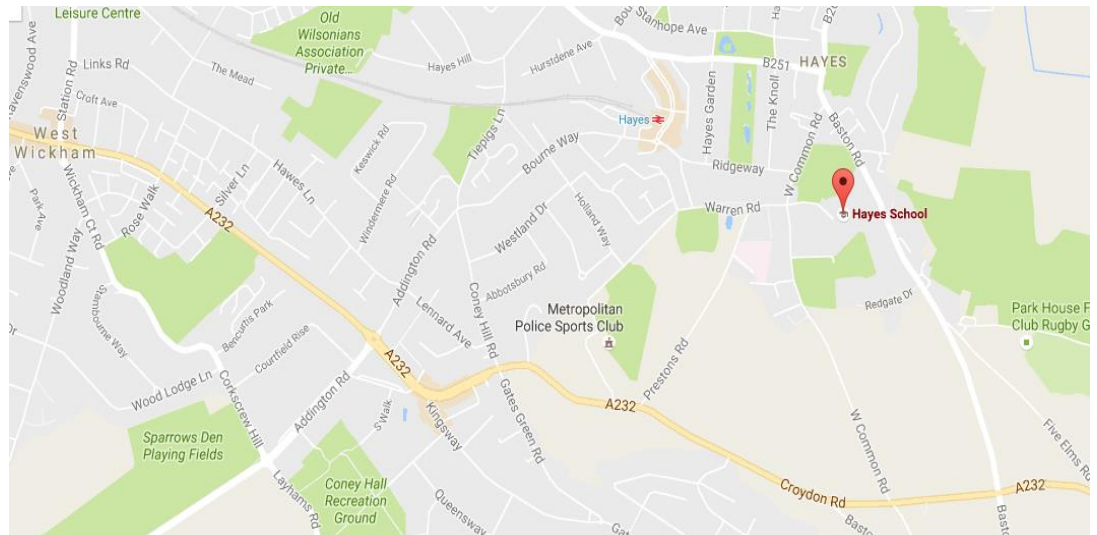 Leisure Centre
Old
Wilsonians
Association
Private...
Stanhope Ave
Hayes Hill
Hurstdene Ave
B251
HAYES
Links Rd
The Mead
Station Rd
Croft Ave
West
Wickham
Hayes
Hayes Garden
The Knoll
W Common Rd
Baston Rd
Keswick Rd
Tiepigs Ln
Bourne Way
Ridgeway
Silver Ln
Hawes Ln
Wickham Ct Rd
Park Ave
Rose Walk
A232
Windermere Rd
Westland Dr
Holland Way
Warren Rd
Hayes School
Woodland Way
Addington Rd
Abbotsbury Rd
Stambourne Way
Bencurtis Park
Lennard Ave
Coney Hill Rd
Metropolitan
Police Sports Club
Redgate Dr
Park House F
Club Rugby G
Courtfield Rise
A232
Prestons Rd
Wood Lodge Ln
Corkscrew Hill
Addington Rd
S Walk
Kingsway
Gates Green Rd
A232
W Common Rd
Five Elms Rd
Sparrows Den
Playing Fields
Layhams Rd
Coney Hall
Recreation
Ground
Queensway
Croydon Rd
A232